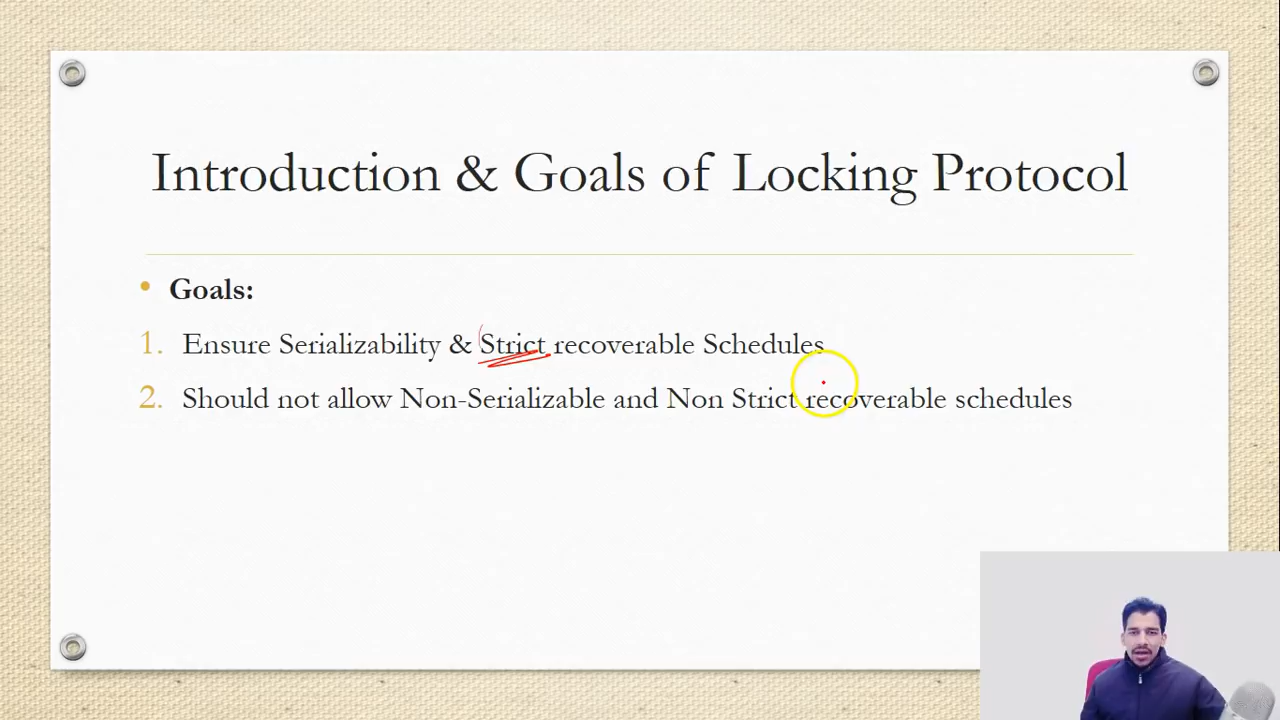 Introduction & Goals of Locking Protocol
• Goals:
1. Ensure Serializability & Strict recoverable Schedules
2. Should not allow Non-Serializable and Non Strict recoverable schedules